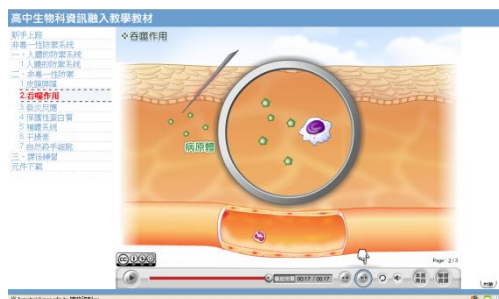 高中生物科資訊融入教學教材
新手上路
非專一性防禦系統
一、人體的防禦系統
1.人體的防禦系統
二、非專一性防禦
1.皮膜屏障
2.吞噬作用
3.發炎反應
4.保護性蛋白質
5.補體系統
6.干擾素
7.自然殺手細胞
三、課後練習
元件下載
❖吞噬作用
病原體
00:17 / 00:17
Page : 2/3